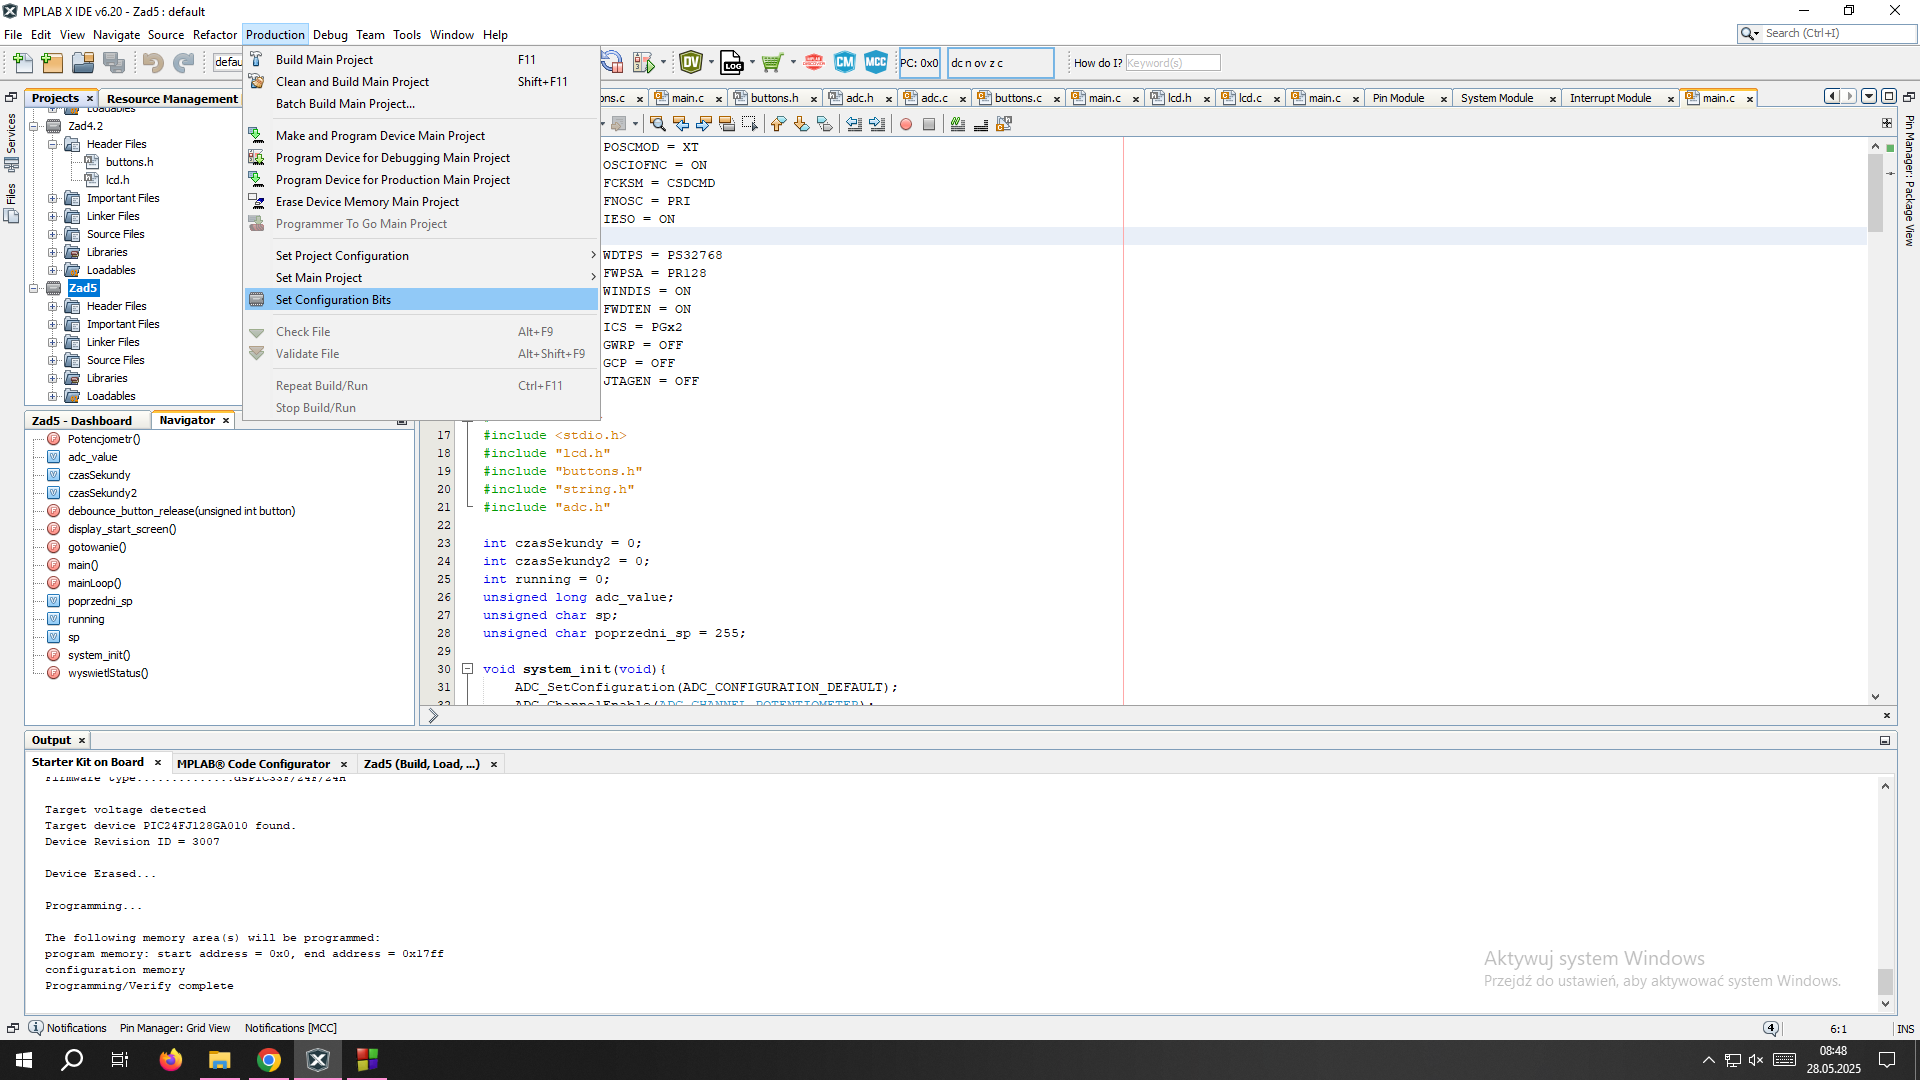 MPLAB X IDE v6.20 - Zad5 : default
File Edit View Navigate Source Refactor Production Debug Team Tools Window Help
Search (Ctrl+I)
defau
LOG
CM
MCC
PC: 0x0
dc n ov z c
How do I?
Keyword(s)
Projects
Resource Management
ns.c
main.c
buttons.h
adc.h
adc.c
buttons.c
main.c
lcd.h
lcd.c
main.c
Pin Module
System Module
Interrupt Module
main.c
Services
Files
Pin Manager: Package View
Loadables
Zad4.2
Header Files
buttons.h
lcd.h
Important Files
Linker Files
Source Files
Libraries
Loadables
Zad5
Header Files
Important Files
Linker Files
Source Files
Libraries
Loadables
Build Main Project F11
Clean and Build Main Project Shift+F11
Batch Build Main Project...
Make and Program Device Main Project
Program Device for Debugging Main Project
Program Device for Production Main Project
Erase Device Memory Main Project
Programmer To Go Main Project
Set Project Configuration
Set Main Project
Set Configuration Bits
Check File Alt+F9
Validate File Alt+Shift+F9
Repeat Build/Run Ctrl+F11
Stop Build/Run
POSCMOD = XT
OSCIOFNC = ON
FCKSM = CSDCMD
FNOSC = PRI
IESO = ON
WDTPS = PS32768
FWPSA = PR128
WINDIS = ON
FWDTEN = ON
ICS = PGx2
GWRP = OFF
GCP = OFF
JTAGEN = OFF
17 #include <stdio.h>
18 #include "lcd.h"
19 #include "buttons.h"
20 #include "string.h"
21 #include "adc.h"
22
23 int czasSekundy = 0;
24 int czasSekundy2 = 0;
25 int running = 0;
26 unsigned long adc_value;
27 unsigned char sp;
28 unsigned char poprzedni_sp = 255;
29
30 void system_init(void){
31 ADC_SetConfiguration(ADC_CONFIGURATION_DEFAULT);
32 ADC_ChannelEnable(ADC_CHANNEL_POTENTIOMETER);
Zad5 - Dashboard
Navigator
Potencjometr()
adc_value
czasSekundy
czasSekundy2
debounce_button_release(unsigned int button)
display_start_screen()
gotowanie()
main()
mainLoop()
poprzedni_sp
running
sp
system_init()
wyswietlStatus()
Output
Starter Kit on Board
MPLAB® Code Configurator
Zad5 (Build, Load, ...)
Firmware type..............dsPIC33F/24F/24H
Target voltage detected
Target device PIC24FJ128GA010 found.
Device Revision ID = 3007
Device Erased...
Programming...
The following memory area(s) will be programmed:
program memory: start address = 0x0, end address = 0x17ff
configuration memory
Programming/Verify complete
Aktywuj system Windows
Przejdź do ustawień, aby aktywować system Windows.
Notifications
Pin Manager: Grid View
Notifications [MCC]
4
6:1
INS
08:48
28.05.2025